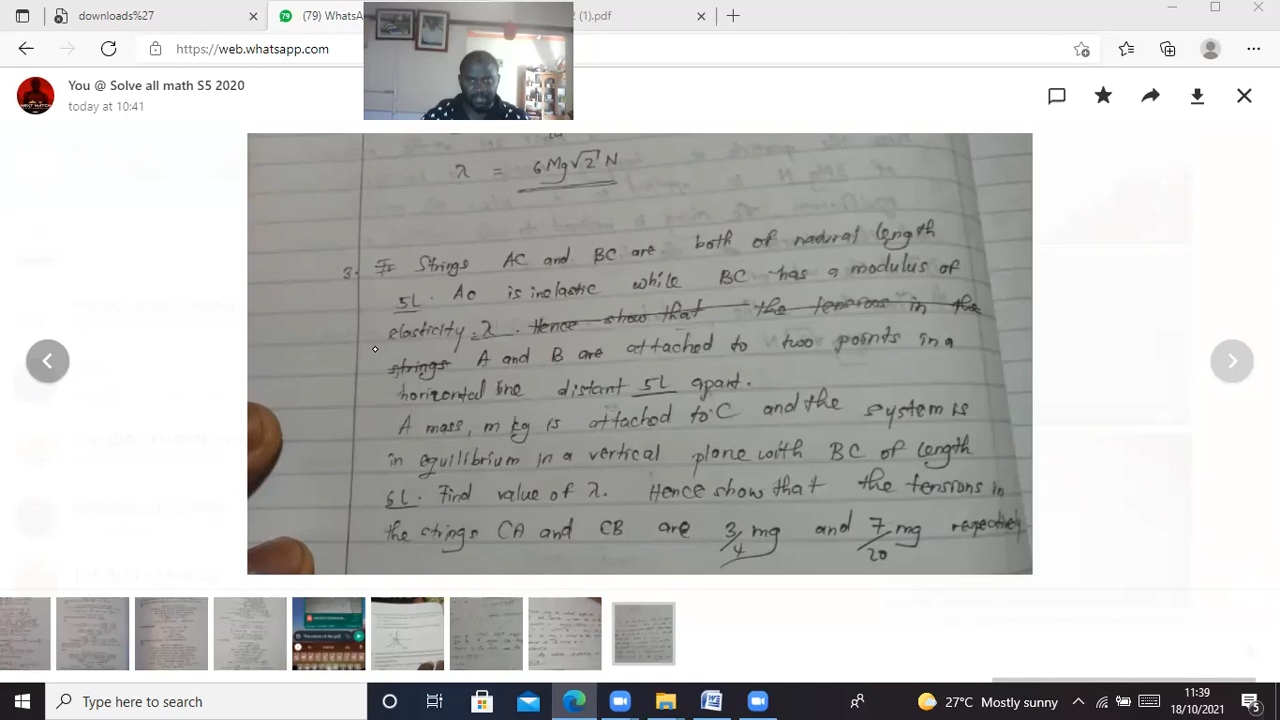 downloads%27
(79) WhatsA
(1).pdf
https://web.whatsapp.com
You @ Solve all math S5 2020
today at 10:41
λ = 6Mg√2 N
3. If Strings AC and BC are both of natural length
5L. AC is inelastic while BC has a modulus of
elasticity λ. Hence show that the tensions in the
strings A and B are attached to two points in a
horizontal line distant 5L apart.
A mass, m kg is attached to C and the system is
in equilibrium in a vertical plane with BC of length
6L. Find value of λ. Hence show that the tensions in
the strings CA and CB are 3/4 mg and 7/20 mg respectively
Type here to search
27°C Mostly sunny
11:39
18/10/2021
5